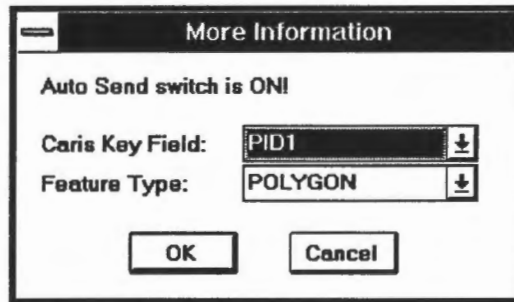 More Information
Auto Send switch is ON!
Caris Key Field: PID1
Feature Type: POLYGON
OK Cancel